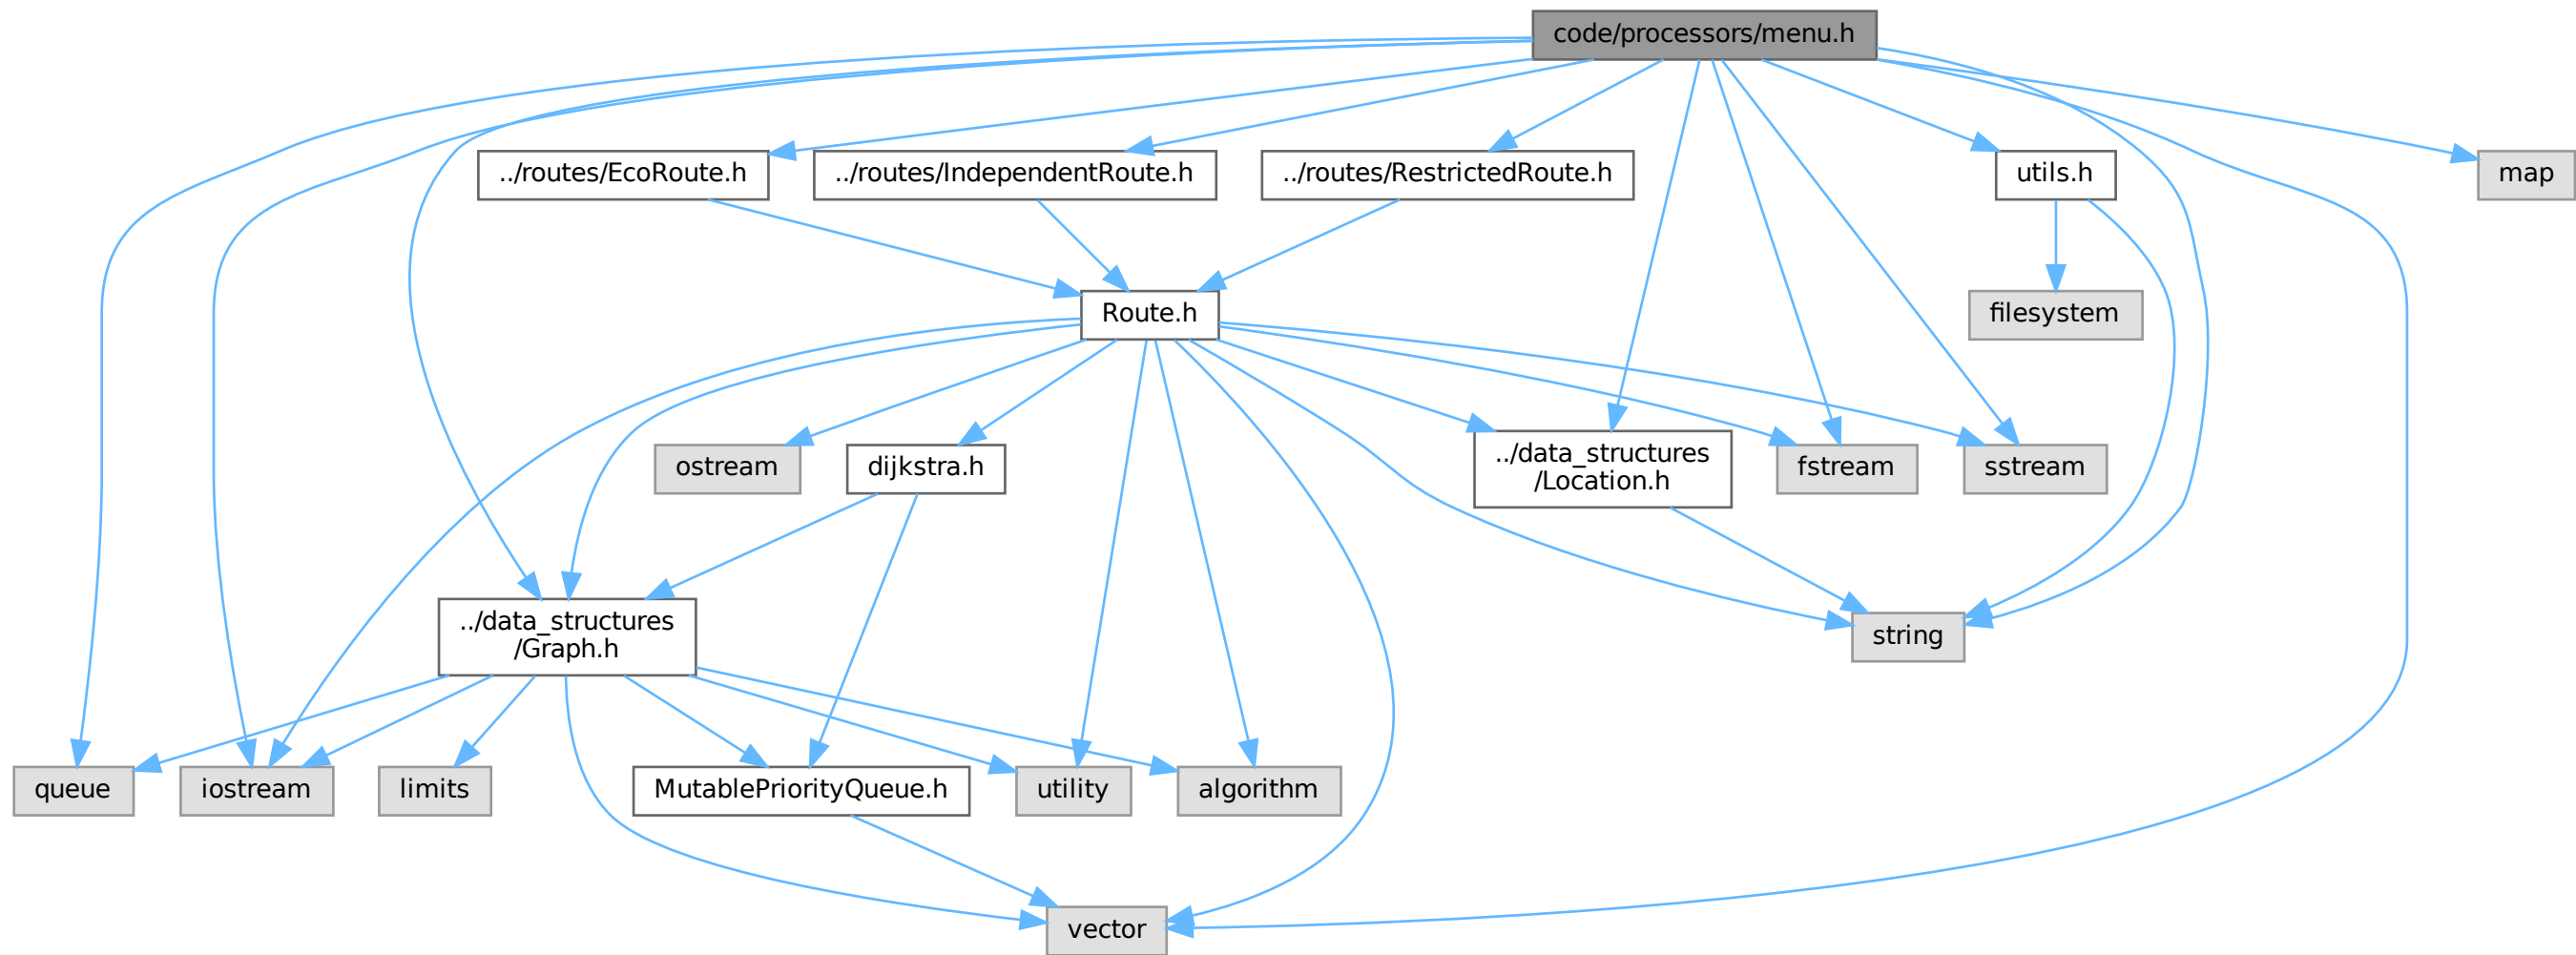 code/processors/menu.h
../routes/EcoRoute.h
../routes/IndependentRoute.h
../routes/RestrictedRoute.h
utils.h
map
Route.h
filesystem
ostream
dijkstra.h
../data_structures
/Location.h
fstream
sstream
../data_structures
/Graph.h
string
queue
iostream
limits
MutablePriorityQueue.h
utility
algorithm
vector